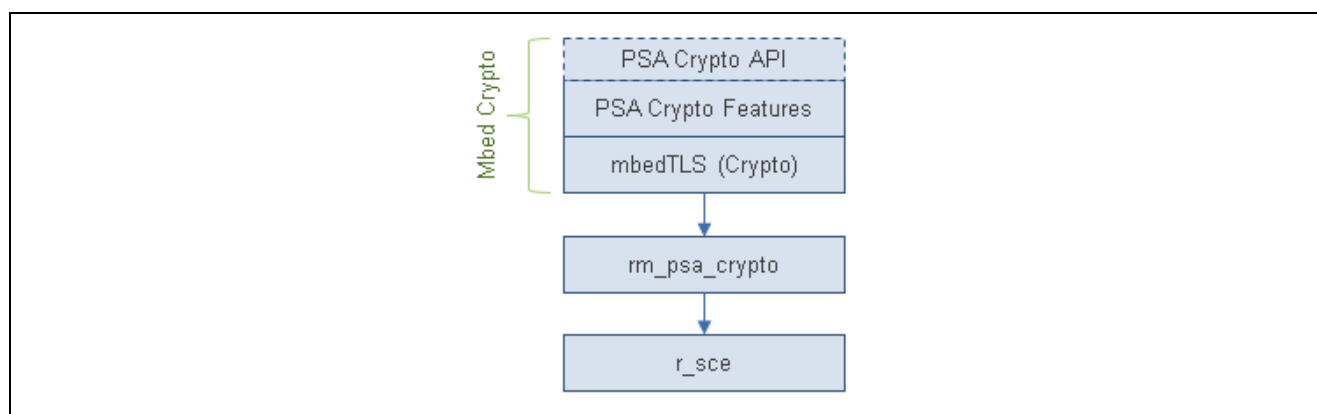 Mbed Crypto
PSA Crypto API
PSA Crypto Features
mbedTLS (Crypto)
rm_psa_crypto
r_sce